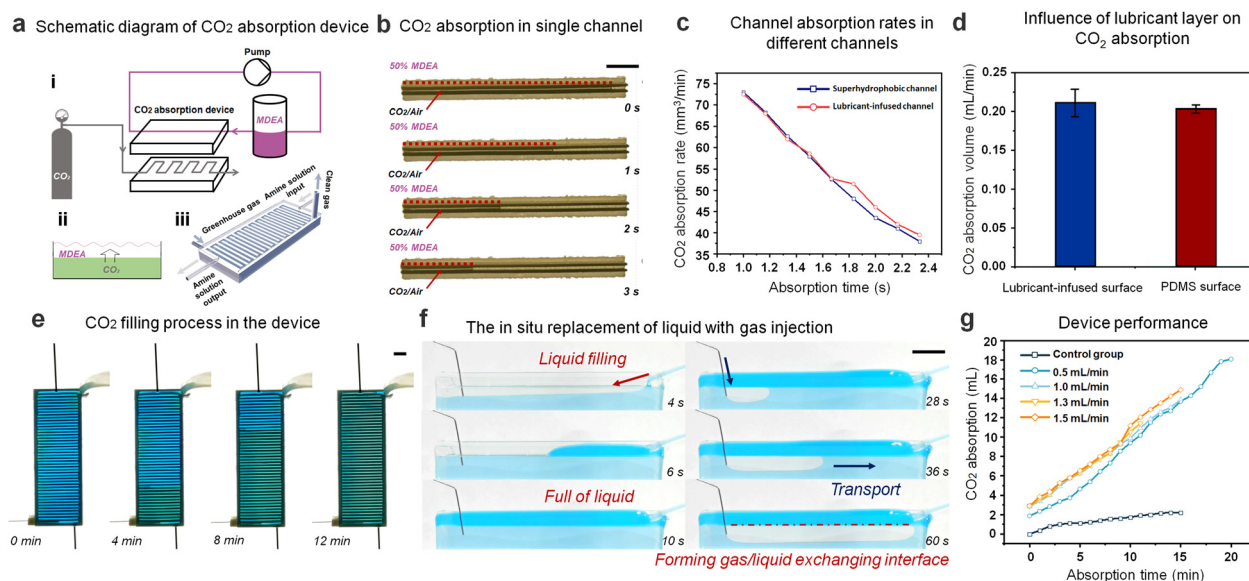 a Schematic diagram of CO2 absorption device
i
Pump
CO2 absorption device
MDEA
CO2
ii
MDEA
CO2
iii
Greenhouse gas
Amine solution
input
Clean gas
Amine
solution
output
b CO2 absorption in single channel
50% MDEA
CO2/Air
0 s
50% MDEA
CO2/Air
1 s
50% MDEA
CO2/Air
2 s
50% MDEA
CO2/Air
3 s
c Channel absorption rates in
different channels
CO2 absorption rate (mm³/min)
75
70
65
60
55
50
45
40
35
Superhydrophobic channel
Lubricant-infused channel
0.8 1.0 1.2 1.4 1.6 1.8 2.0 2.2 2.4
Absorption time (s)
d Influence of lubricant layer on
CO2 absorption
CO2 absorption volume (mL/min)
0.25
0.20
0.15
0.10
0.05
0.00
Lubricant-infused surface PDMS surface
e CO2 filling process in the device
0 min 4 min 8 min 12 min
f The in situ replacement of liquid with gas injection
Liquid filling
4 s
6 s
Full of liquid
10 s
28 s
36 s
Transport
60 s
Forming gas/liquid exchanging interface
g Device performance
CO2 absorption (mL)
20
18
16
14
12
10
8
6
4
2
0
Control group
0.5 mL/min
1.0 mL/min
1.3 mL/min
1.5 mL/min
0 5 10 15 20
Absorption time (min)